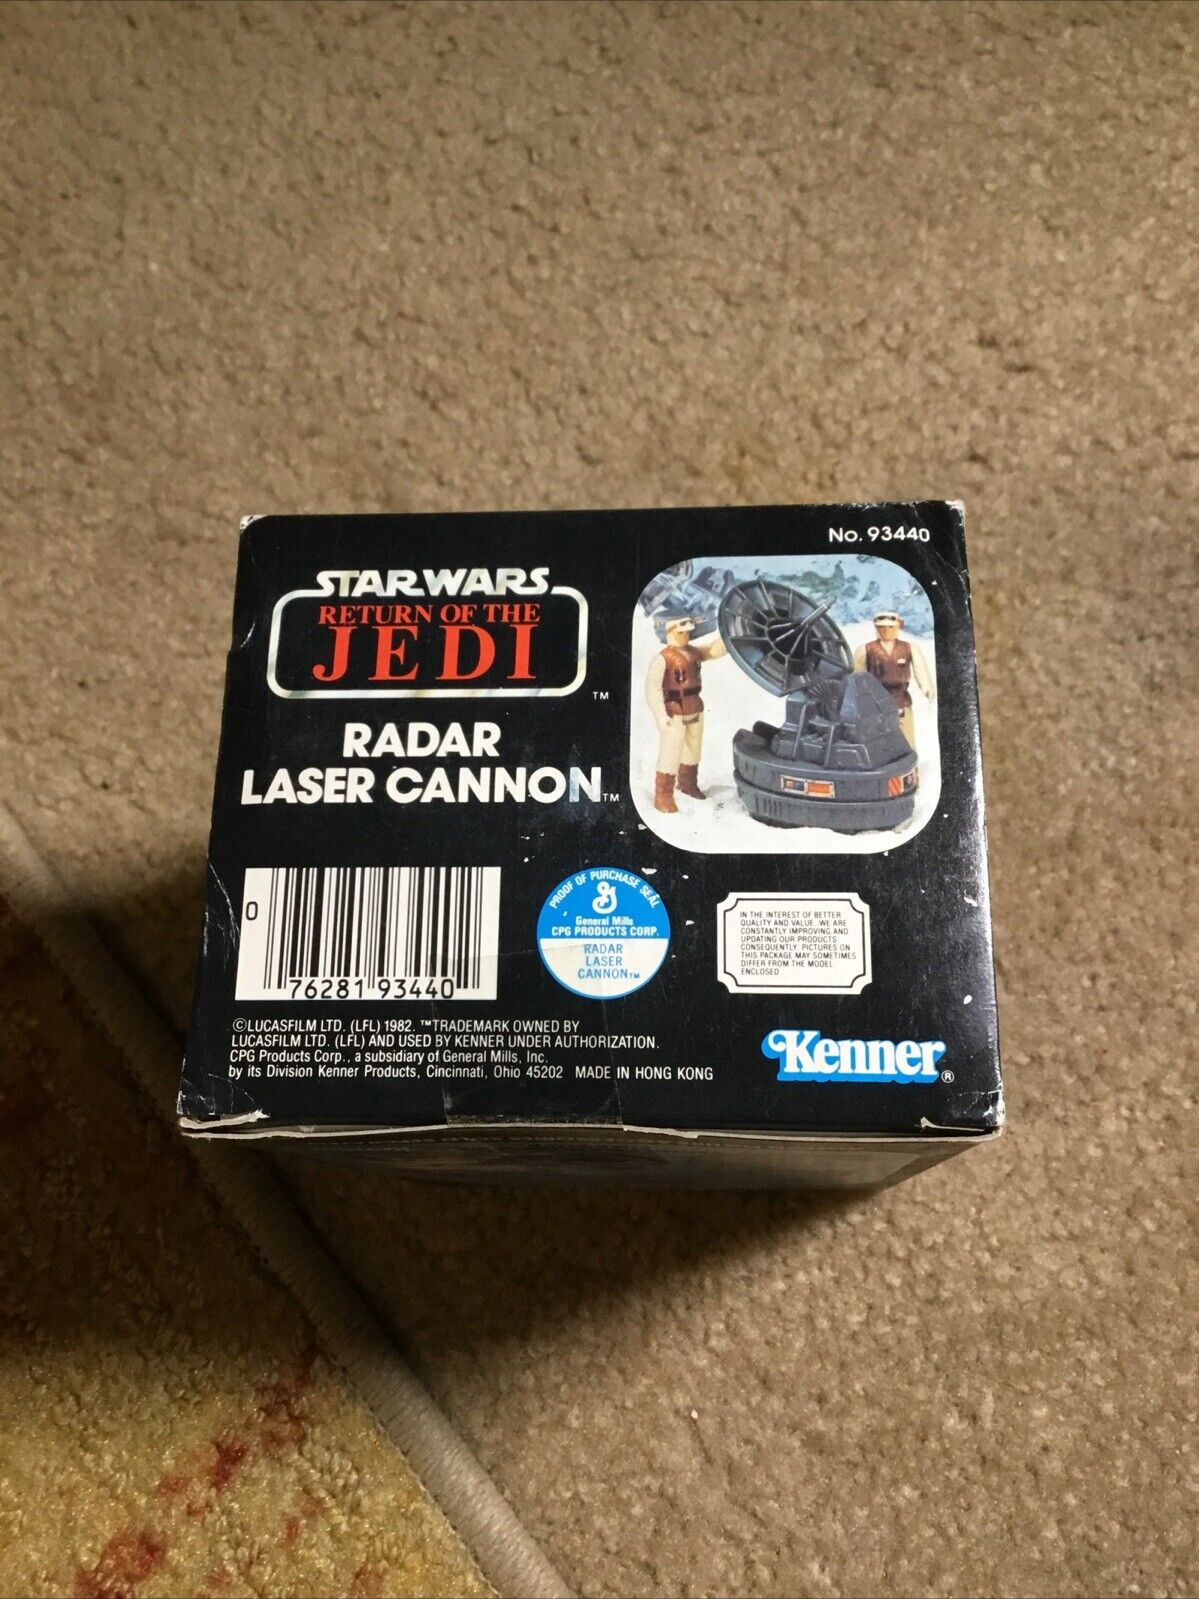 No. 93440
STAR WARS
RETURN OF THE
JEDI
TM
RADAR
LASER CANNON TM
0
76281 93440
PROOF OF PURCHASE SEAL
General Mills
CPG PRODUCTS CORP.
RADAR
LASER
CANNON TM
IN THE INTEREST OF BETTER
QUALITY AND VALUE, WE ARE
CONSTANTLY IMPROVING AND
UPDATING OUR PRODUCTS
CONSEQUENTLY, PICTURES ON
THIS PACKAGE MAY SOMETIMES
DIFFER FROM THE MODEL
ENCLOSED
©LUCASFILM LTD. (LFL) 1982. ™TRADEMARK OWNED BY
LUCASFILM LTD. (LFL) AND USED BY KENNER UNDER AUTHORIZATION.
CPG Products Corp., a subsidiary of General Mills, Inc.
by its Division Kenner Products, Cincinnati, Ohio 45202 MADE IN HONG KONG
Kenner®